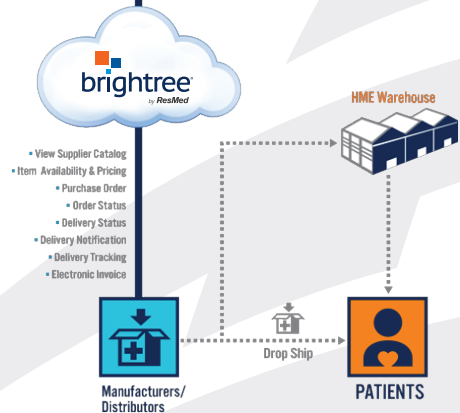 brightree
by ResMed
HME Warehouse
View Supplier Catalog
Item Availability & Pricing
Purchase Order
Order Status
Delivery Status
Delivery Notification
Delivery Tracking
Electronic Invoice
Drop Ship
Manufacturers/
Distributors
PATIENTS